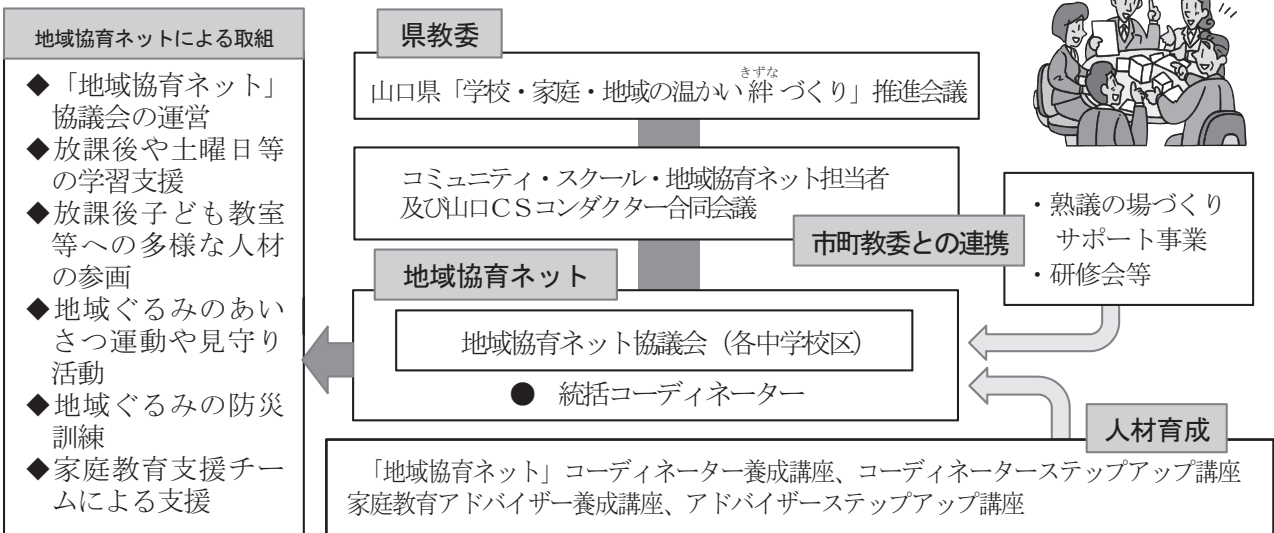 地域協育ネットによる取組
◆「地域協育ネット」
協議会の運営
◆放課後や土曜日等
の学習支援
◆放課後子ども教室
等への多様な人材
の参画
◆地域ぐるみのあい
さつ運動や見守り
活動
◆地域ぐるみの防災
訓練
◆家庭教育支援チー
ムによる支援
県教委
きずな
山口県「学校・家庭・地域の温かい絆づくり」推進会議
コミュニティ・スクール・地域協育ネット担当者
及び山口CSコンダクター合同会議
市町教委との連携
・熟議の場づくり
サポート事業
・研修会等
地域協育ネット
地域協育ネット協議会（各中学校区）
● 統括コーディネーター
人材育成
「地域協育ネット」コーディネーター養成講座、コーディネーターステップアップ講座
家庭教育アドバイザー養成講座、アドバイザーステップアップ講座